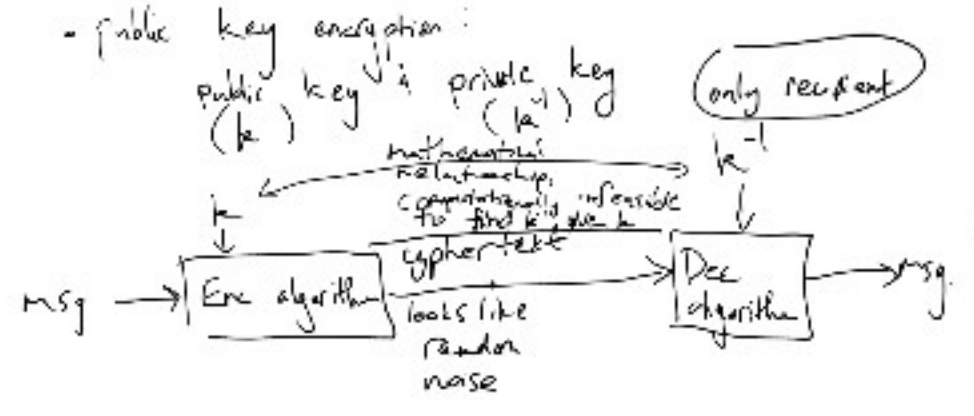 - public key encryption:
public key & private key
(k) (k⁻¹)
only recipient
k⁻¹
mathematical
relationship,
computationally infeasible
to find k⁻¹ given k
k
cyphertext
msg → Enc algorithm → Dec algorithm → msg
looks like
random
noise